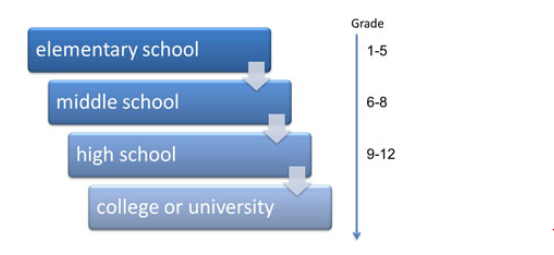 Grade
elementary school 1-5
middle school 6-8
high school 9-12
college or university